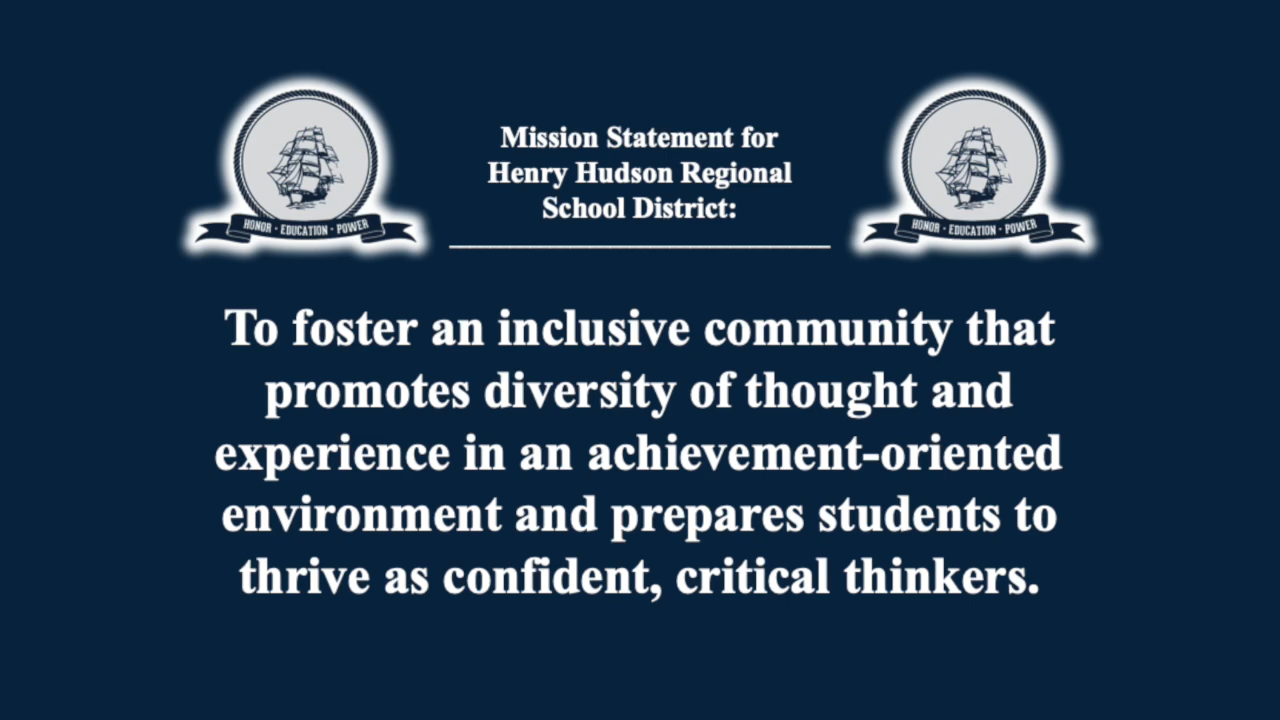 Mission Statement for
Henry Hudson Regional
School District:
HONOR · EDUCATION · POWER
HONOR · EDUCATION · POWER
To foster an inclusive community that
promotes diversity of thought and
experience in an achievement-oriented
environment and prepares students to
thrive as confident, critical thinkers.